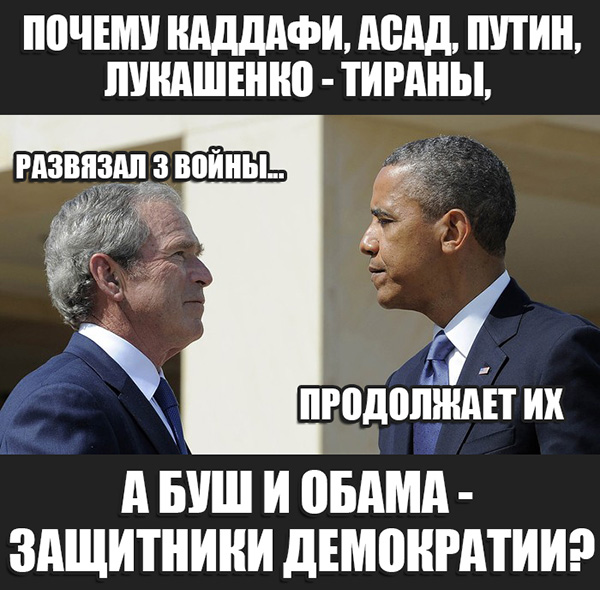 ПОЧЕМУ КАДДАФИ, АСАД, ПУТИН,
ЛУКАШЕНКО - ТИРАНЫ,
РАЗВЯЗАЛ 3 ВОЙНЫ...
ПРОДОЛЖАЕТ ИХ
А БУШ И ОБАМА -
ЗАЩИТНИКИ ДЕМОКРАТИИ?